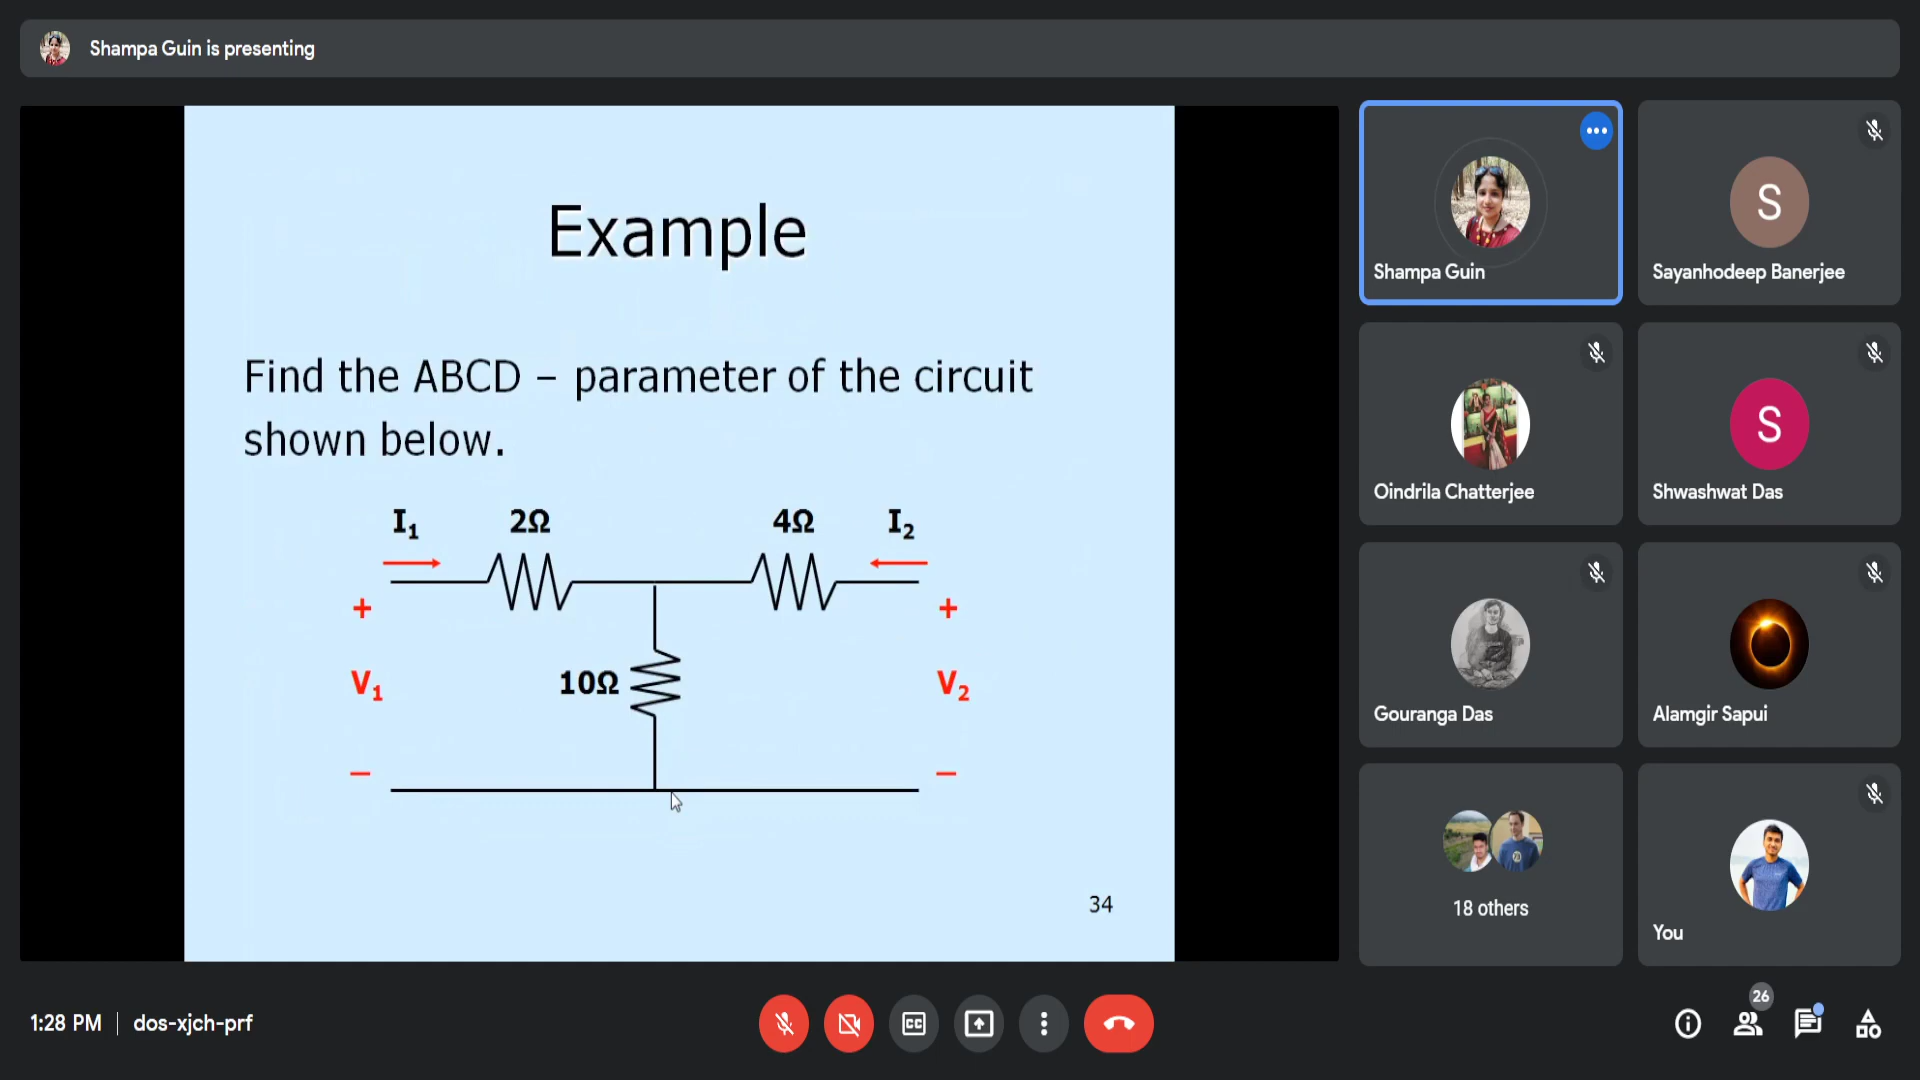 Shampa Guin is presenting
Example
Find the ABCD – parameter of the circuit
shown below.
I1 2Ω 4Ω I2
+ +
V1 10Ω V2
– –
34
Shampa Guin
S
Sayanhodeep Banerjee
Oindrila Chatterjee
S
Shwashwat Das
Gouranga Das
Alamgir Sapui
18 others
You
1:28 PM | dos-xjch-prf
CC
26